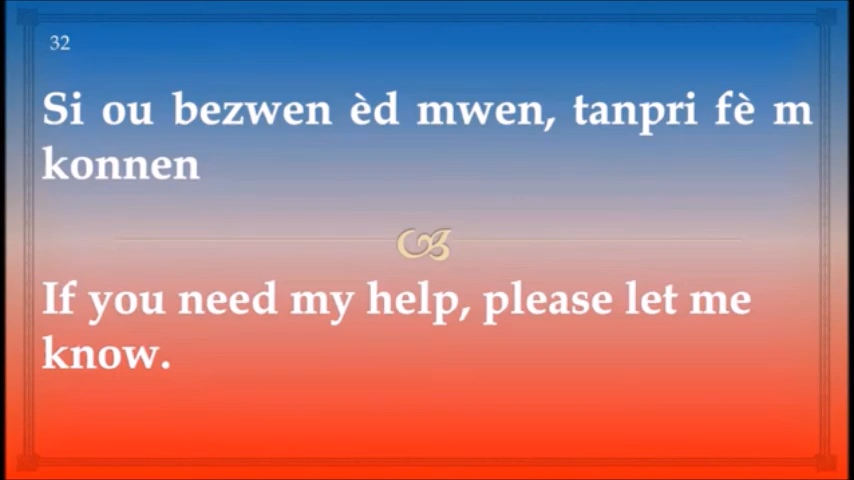 32
Si ou bezwen èd mwen, tanpri fè m
konnen
If you need my help, please let me
know.